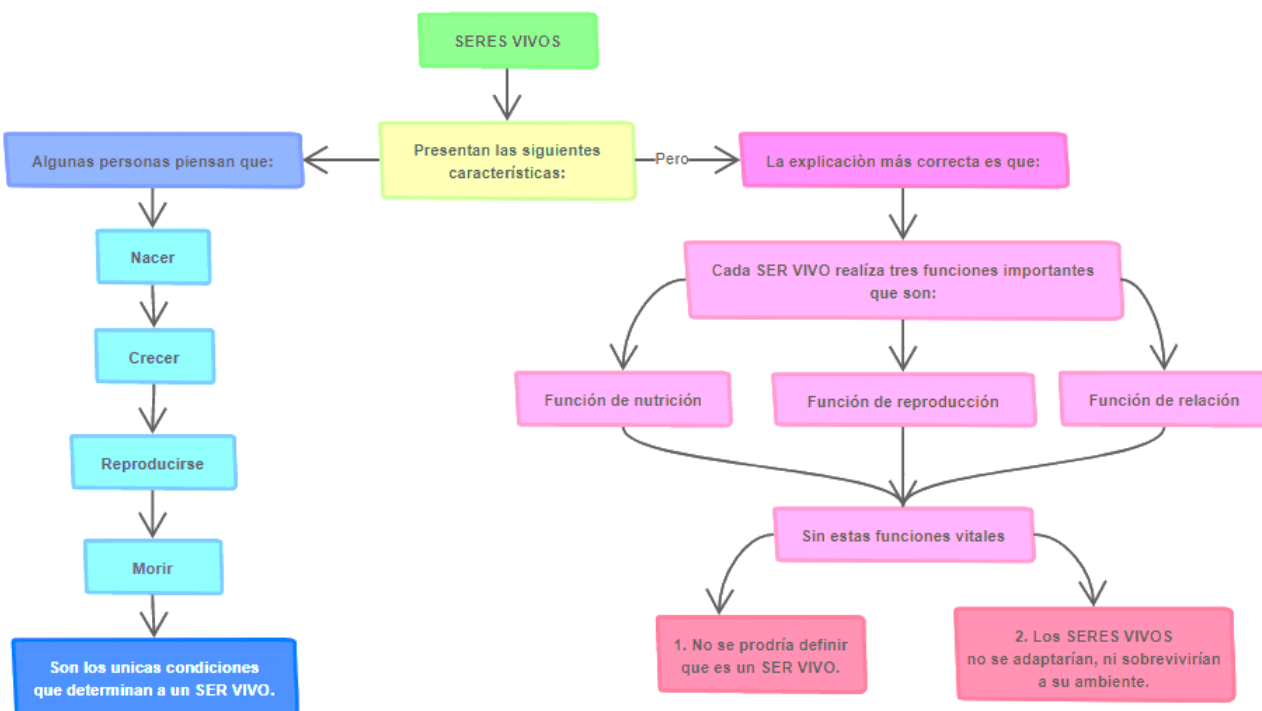 SERES VIVOS
Presentan las siguientes
características:
Algunas personas piensan que:
Pero
La explicaciòn más correcta es que:
Nacer
Crecer
Reproducirse
Morir
Son los unicas condiciones
que determinan a un SER VIVO.
Cada SER VIVO realíza tres funciones importantes
que son:
Función de nutrición
Función de reproducción
Función de relación
Sin estas funciones vitales
1. No se prodría definir
que es un SER VIVO.
2. Los SERES VIVOS
no se adaptarían, ni sobrevivirían
a su ambiente.